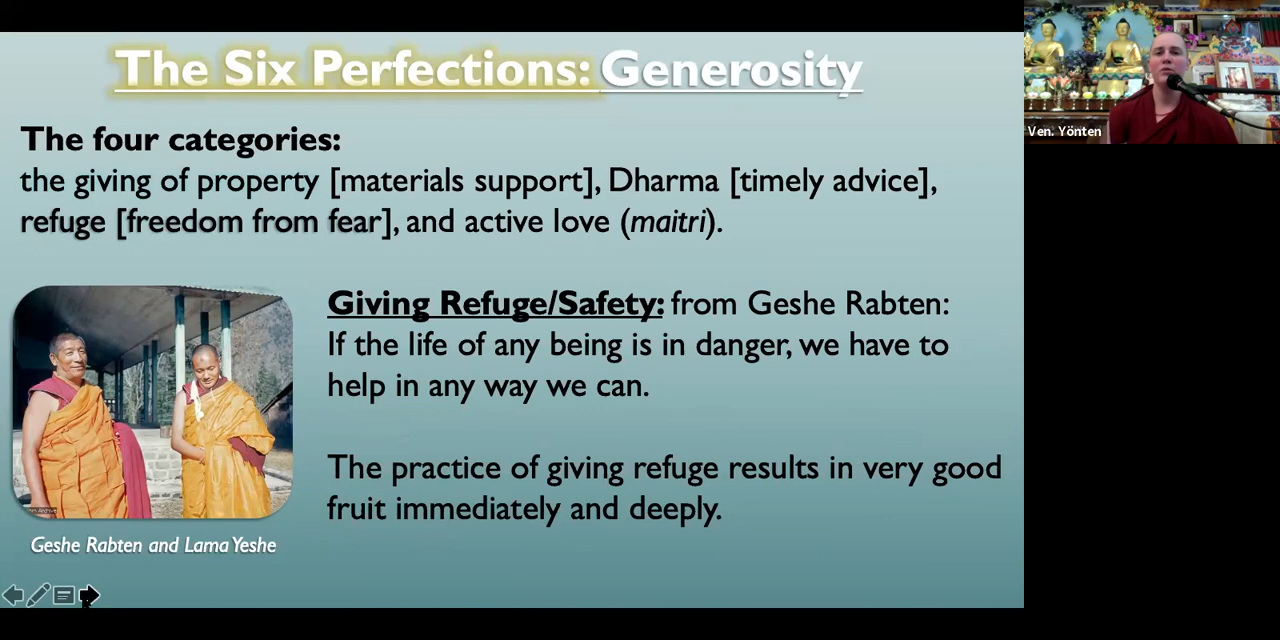 The Six Perfections: Generosity
The four categories:
the giving of property [materials support], Dharma [timely advice],
refuge [freedom from fear], and active love (maitri).
Giving Refuge/Safety: from Geshe Rabten:
If the life of any being is in danger, we have to
help in any way we can.
The practice of giving refuge results in very good
fruit immediately and deeply.
Geshe Rabten and Lama Yeshe
Ven. Yönten